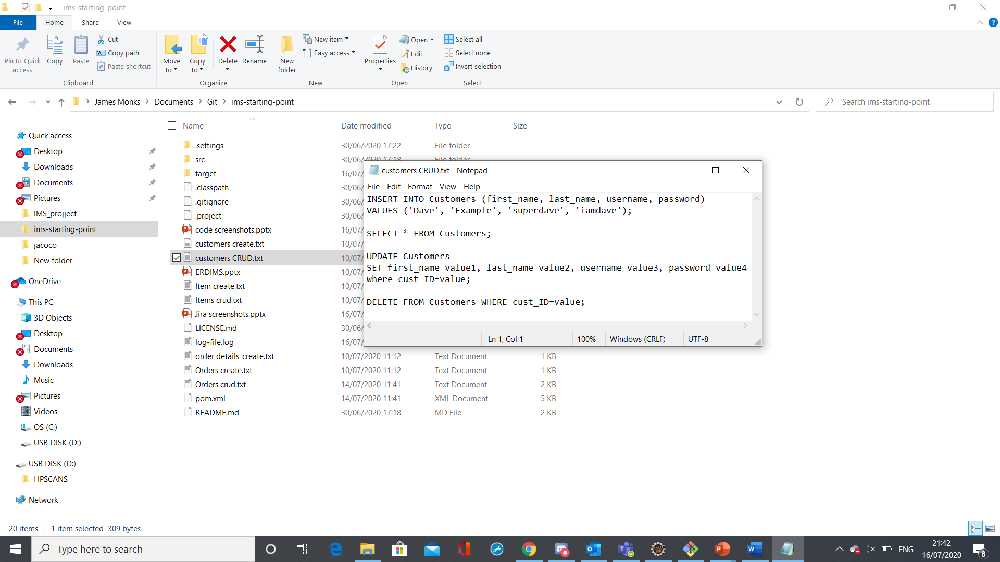 ims-starting-point
File Home Share View
Pin to Quick access
Copy
Paste
Cut
Copy path
Paste shortcut
Clipboard
Move to
Copy to
Delete
Rename
Organize
New folder
New item
Easy access
New
Properties
Open
Edit
History
Open
Select all
Select none
Invert selection
Select
James Monks > Documents > Git > ims-starting-point
Search ims-starting-point
Quick access
Desktop
Downloads
Documents
Pictures
IMS_projject
ims-starting-point
jacoco
New folder
OneDrive
This PC
3D Objects
Desktop
Documents
Downloads
Music
Pictures
Videos
OS (C:)
USB DISK (D:)
USB DISK (D:)
HPSCANS
Network
Name Date modified Type Size
.settings 30/06/2020 17:22 File folder
src 30/06/2020 17:18 File folder
target 16/07/
.classpath 30/06/
.gitignore 30/06/
.project 30/06/
code screenshots.pptx 16/07/
customers create.txt 10/07/
customers CRUD.txt 10/07/
ERDIMS.pptx 10/07/
Item create.txt 10/07/
Items crud.txt 10/07/
Jira screenshots.pptx 16/07/
LICENSE.md 30/06/
log-file.log 16/07/
order details_create.txt 10/07/2020 11:12 Text Document 1 KB
Orders create.txt 10/07/2020 11:12 Text Document 1 KB
Orders crud.txt 14/07/2020 11:41 Text Document 2 KB
pom.xml 14/07/2020 11:41 XML Document 5 KB
README.md 30/06/2020 17:18 MD File 2 KB
customers CRUD.txt - Notepad
File Edit Format View Help
INSERT INTO Customers (first_name, last_name, username, password)
VALUES ('Dave', 'Example', 'superdave', 'iamdave');
SELECT * FROM Customers;
UPDATE Customers
SET first_name=value1, last_name=value2, username=value3, password=value4
where cust_ID=value;
DELETE FROM Customers WHERE cust_ID=value;
Ln 1, Col 1 100% Windows (CRLF) UTF-8
20 items 1 item selected 309 bytes
Type here to search
ENG
21:42
16/07/2020
8